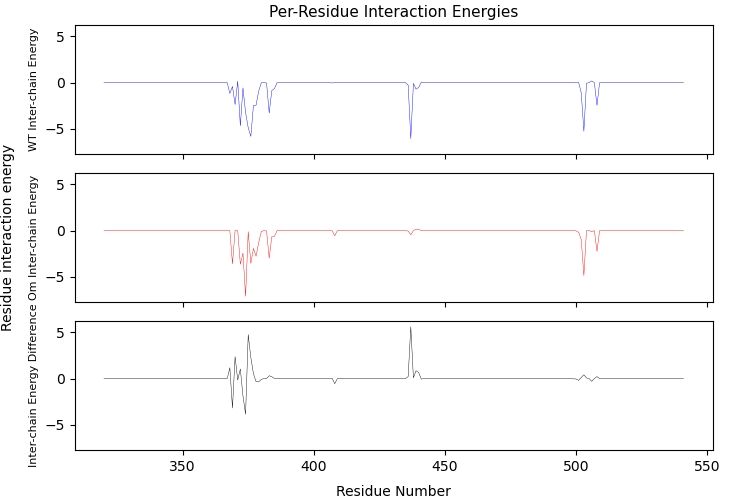 Per-Residue Interaction Energies
Residue interaction energy
WT Inter-chain Energy
5
0
−5
Om Inter-chain Energy
5
0
−5
Inter-chain Energy Difference
5
0
−5
350
400
450
500
550
Residue Number